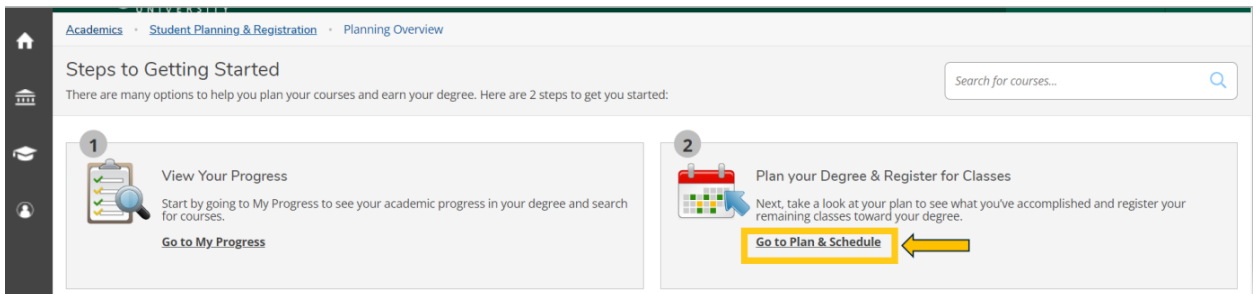 UNIVERSITY
Academics · Student Planning & Registration · Planning Overview
Steps to Getting Started
There are many options to help you plan your courses and earn your degree. Here are 2 steps to get you started:
Search for courses...
1
View Your Progress
Start by going to My Progress to see your academic progress in your degree and search
for courses.
Go to My Progress
2
Plan your Degree & Register for Classes
Next, take a look at your plan to see what you've accomplished and register your
remaining classes toward your degree.
Go to Plan & Schedule